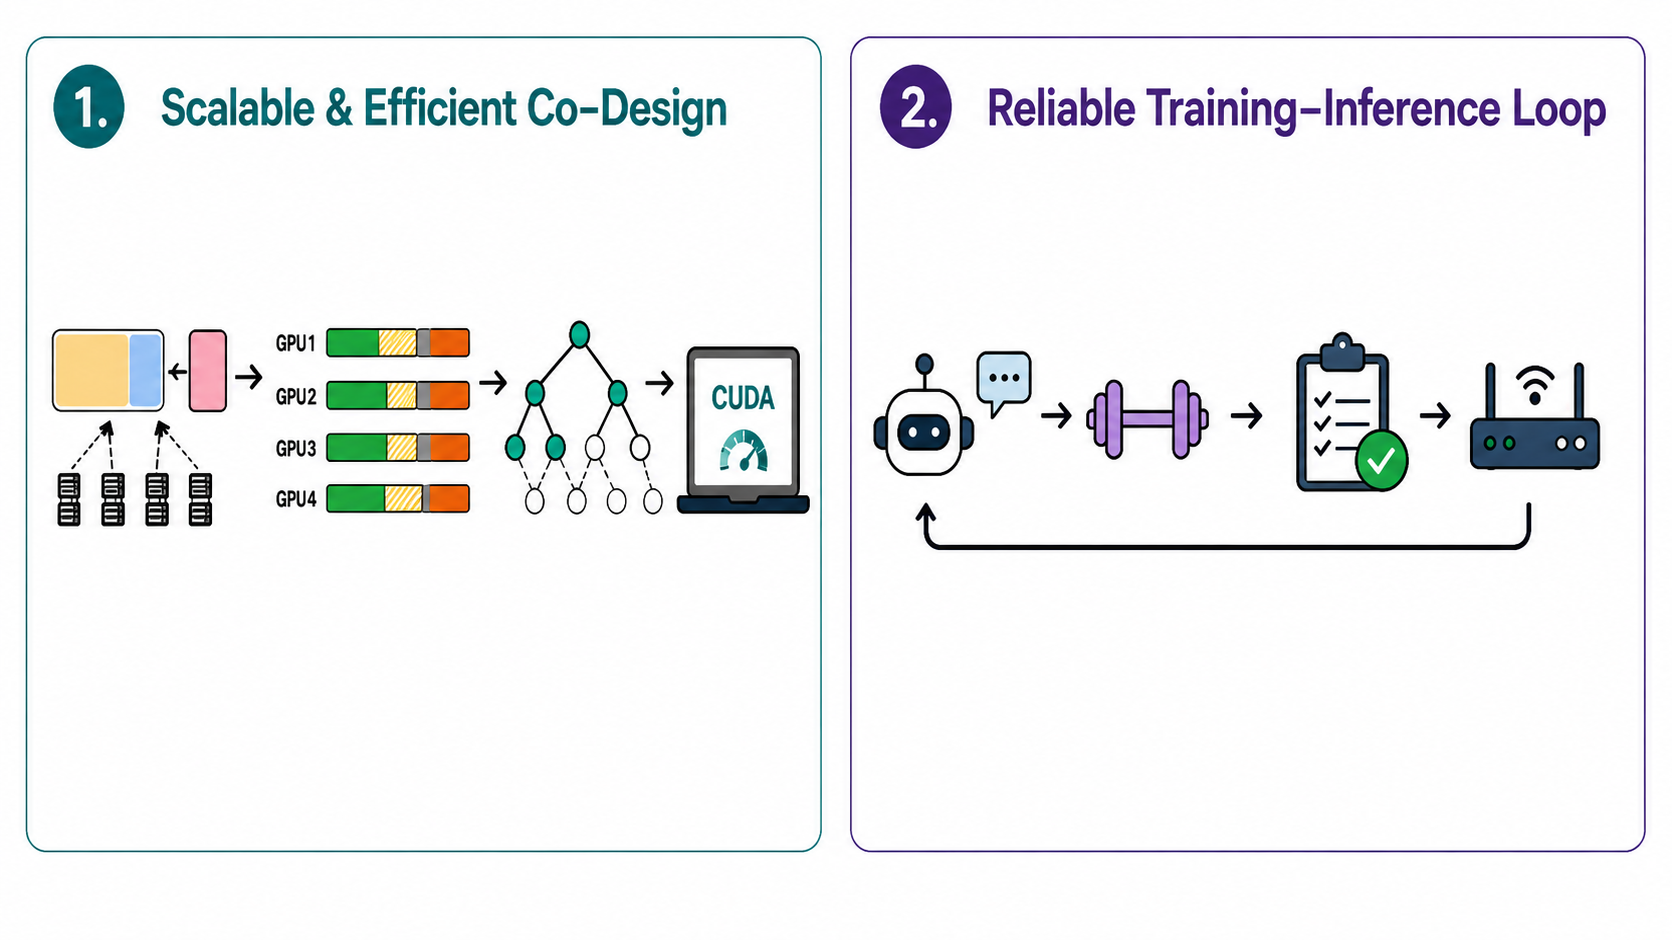 1. Scalable & Efficient Co-Design
GPU1
GPU2
GPU3
GPU4
CUDA
2. Reliable Training-Inference Loop